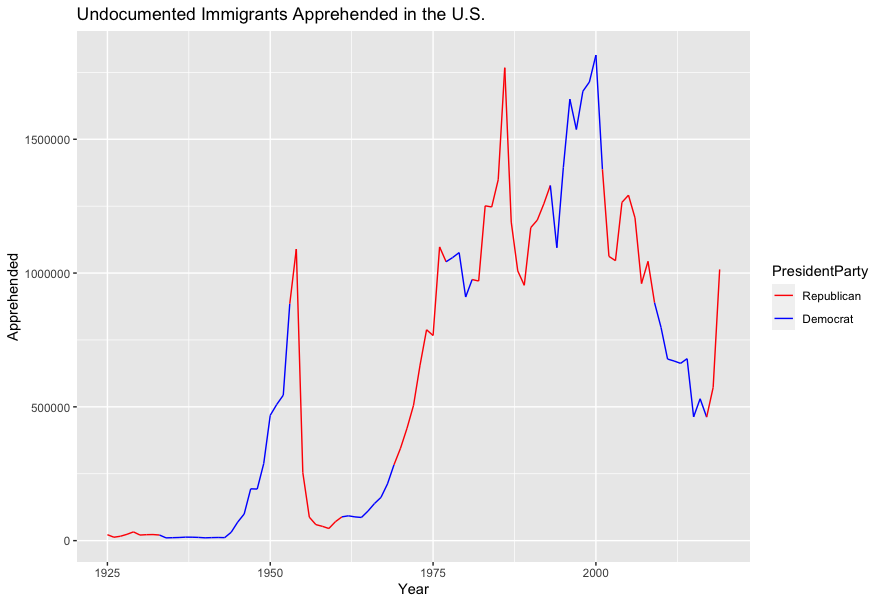 Undocumented Immigrants Apprehended in the U.S.
1500000
1000000
500000
0
Apprehended
1925
1950
1975
2000
Year
PresidentParty
Republican
Democrat